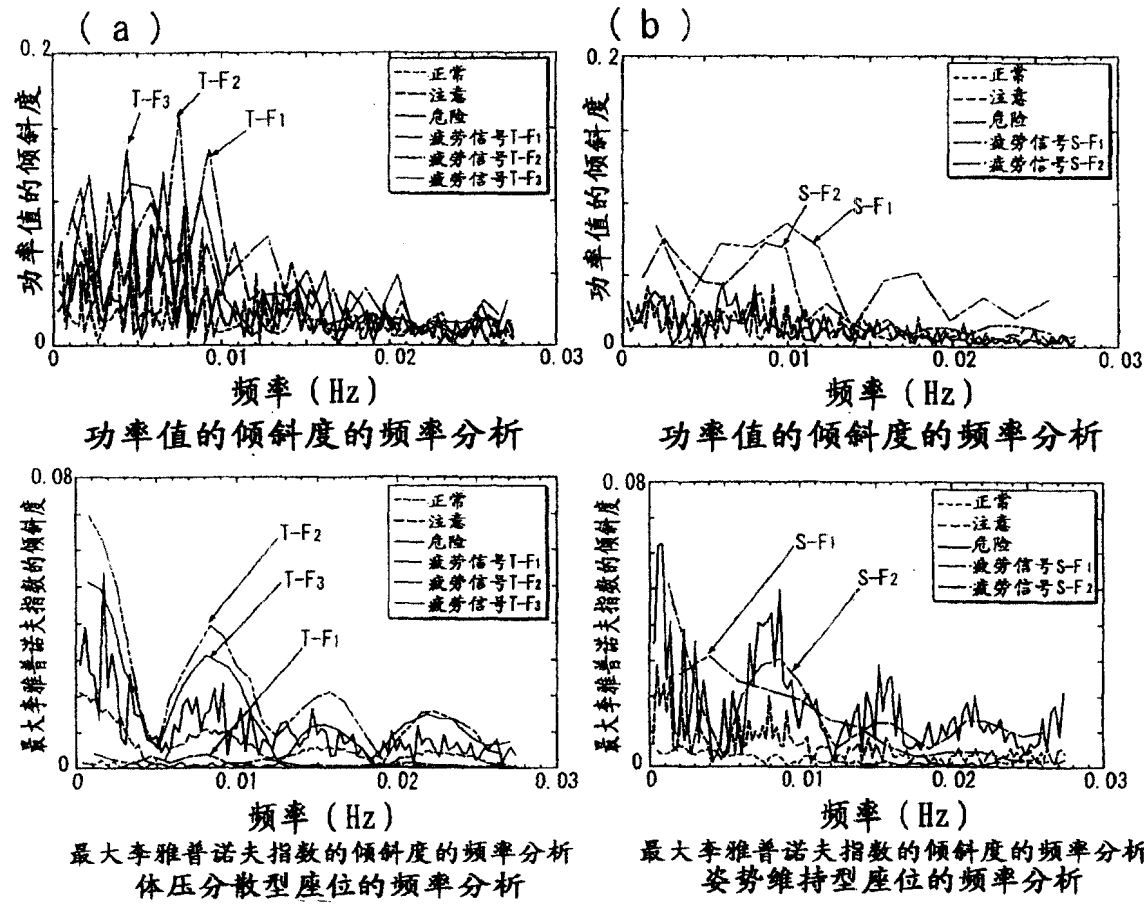 (a)
0.2
功率值的倾斜度
T-F3
T-F2
T-F1
正常
注意
危险
疲劳信号T-F1
疲劳信号T-F2
疲劳信号T-F3
0
0
0.01
0.02
0.03
频率(Hz)
功率值的倾斜度的频率分析
(b)
0.2
功率值的倾斜度
S-F2
S-F1
正常
注意
危险
疲劳信号S-F1
疲劳信号S-F2
0
0
0.01
0.02
0.03
频率(Hz)
功率值的倾斜度的频率分析
0.08
最大李雅普诺夫指数的倾斜度
T-F2
T-F3
T-F1
正常
注意
危险
疲劳信号T-F1
疲劳信号T-F2
疲劳信号T-F3
0
0
0.01
0.02
0.03
频率(Hz)
最大李雅普诺夫指数的倾斜度的频率分析
体压分散型座位的频率分析
0.08
最大李雅普诺夫指数的倾斜度
S-F1
S-F2
正常
注意
危险
疲劳信号S-F1
疲劳信号S-F2
0
0
0.01
0.02
0.03
频率(Hz)
最大李雅普诺夫指数的倾斜度的频率分析
姿势维持型座位的频率分析